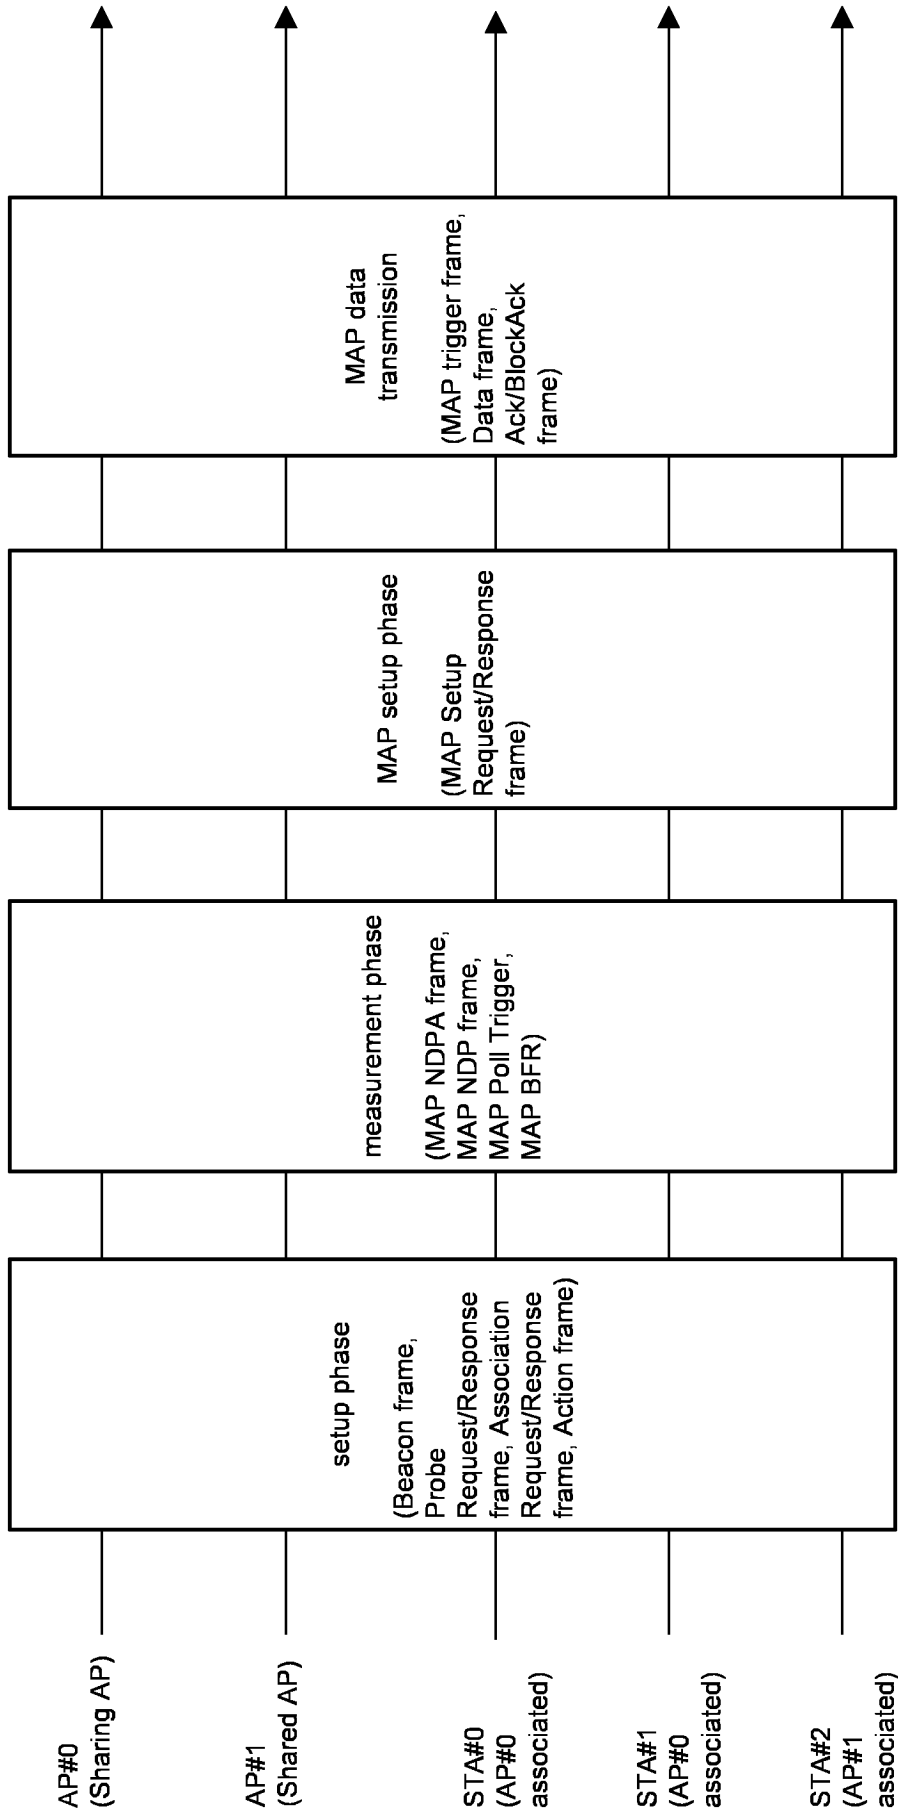 AP#0
(Sharing AP)
AP#1
(Shared AP)
STA#0
(AP#0
associated)
STA#1
(AP#0
associated)
STA#2
(AP#1
associated)
setup phase
(Beacon frame,
Probe
Request/Response
frame, Association
Request/Response
frame, Action frame)
measurement phase
(MAP NDPA frame,
MAP NDP frame,
MAP Poll Trigger,
MAP BFR)
MAP setup phase
(MAP Setup
Request/Response
frame)
MAP data
transmission
(MAP trigger frame,
Data frame,
Ack/BlockAck
frame)